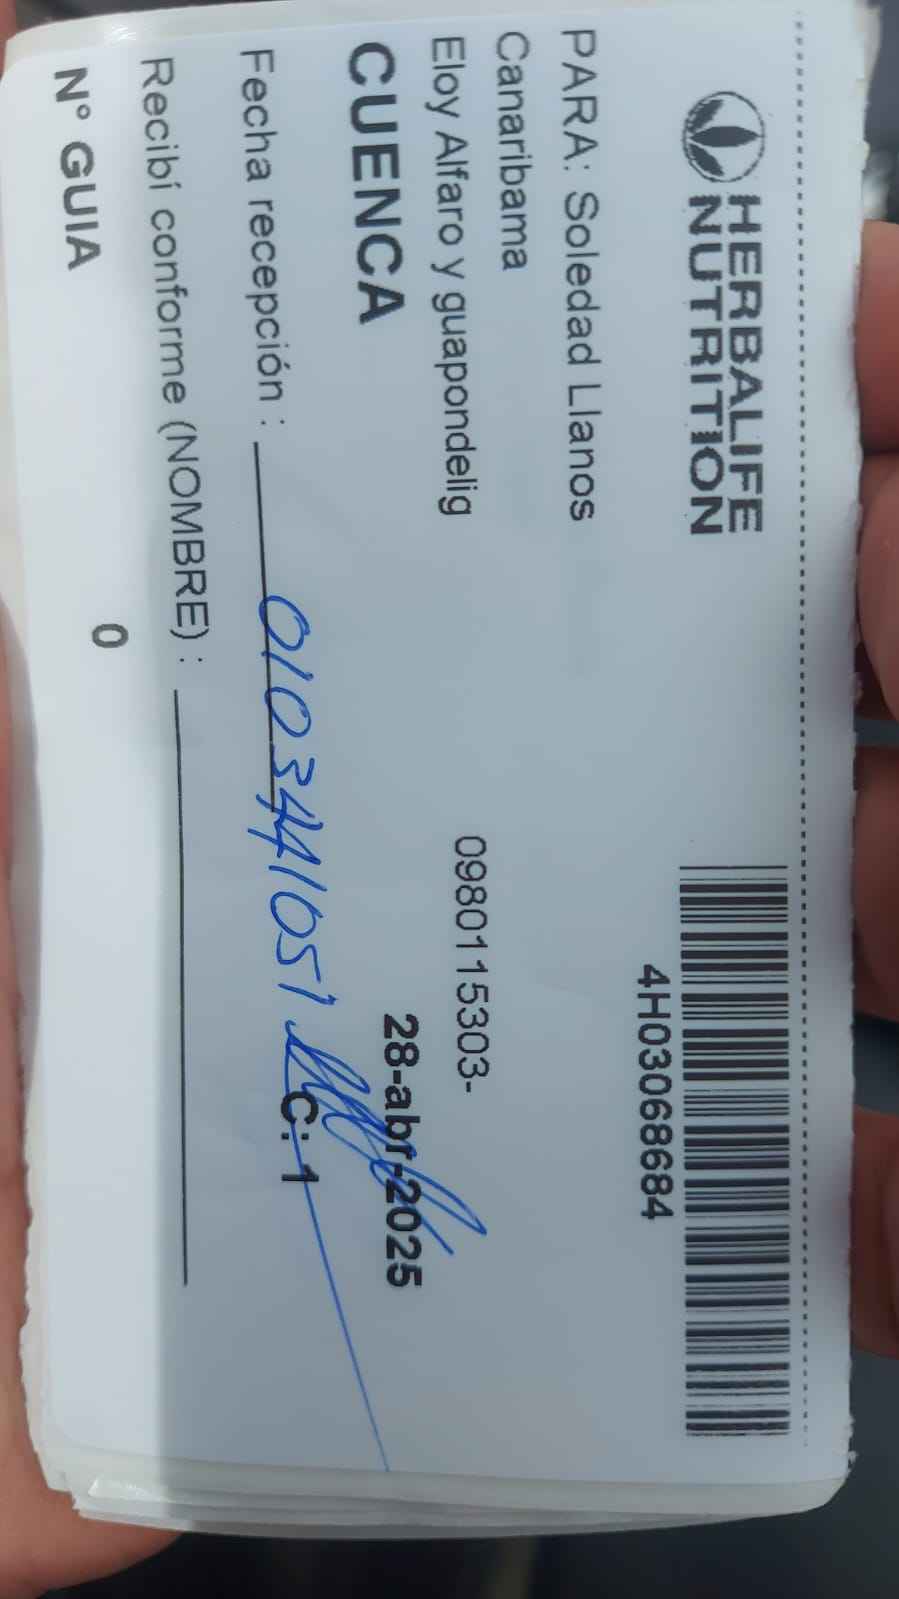 HERBALIFE
NUTRITION
4H03068684
PARA: Soledad Llanos
Canaribama
Eloy Alfaro y guapondelig
0980115303-
CUENCA
28-abr-2025
Fecha recepción :
0103441051
C: 1
Recibí conforme (NOMBRE) :
N° GUIA
0